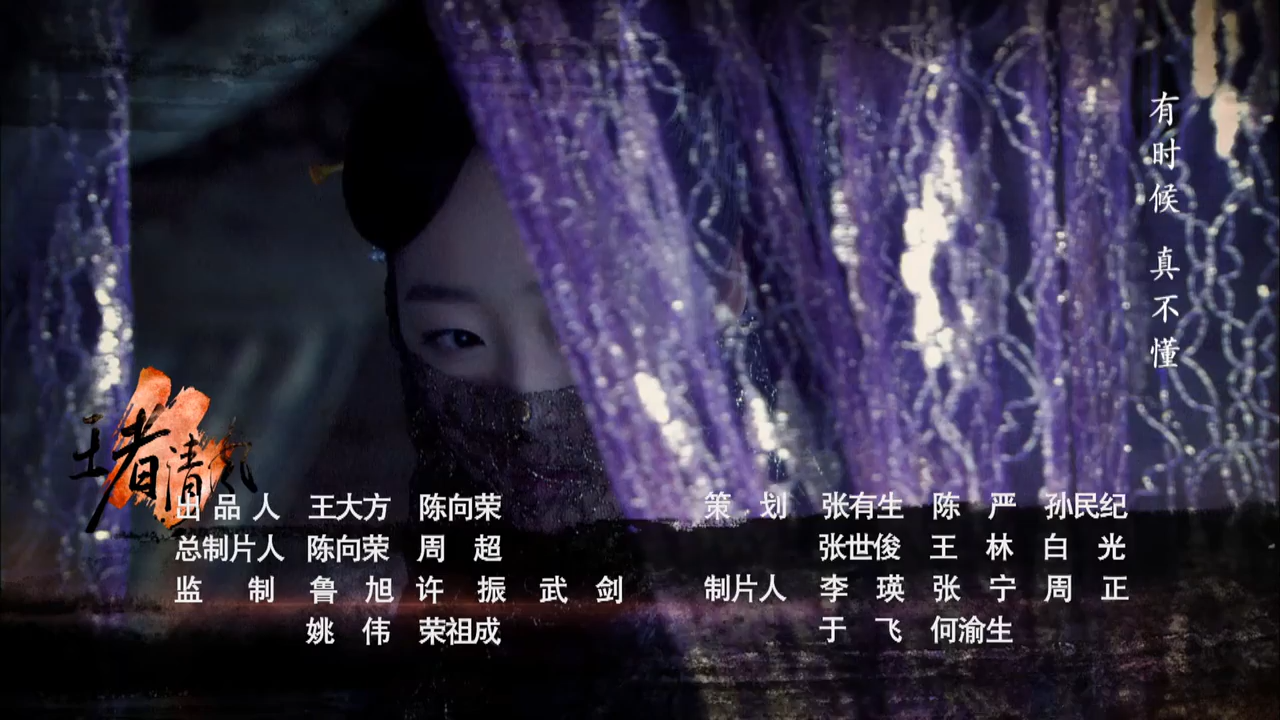 有时候 真不懂
王者清风
出品人 王大方 陈向荣
总制片人 陈向荣 周超
监制 鲁旭 许振 武剑
姚伟 荣祖成
策划 张有生 陈严 孙民纪
张世俊 王林 白光
制片人 李瑛 张宁 周正
于飞 何渝生